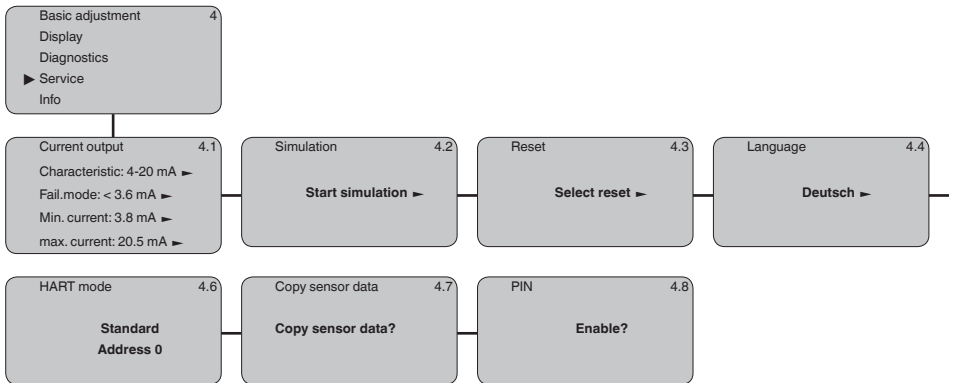 Basic adjustment 4
Display
Diagnostics
▶ Service
Info
Current output 4.1
Characteristic: 4-20 mA ►
Fail.mode: < 3.6 mA ►
Min. current: 3.8 mA ►
max. current: 20.5 mA ►
Simulation 4.2
Start simulation ►
Reset 4.3
Select reset ►
Language 4.4
Deutsch ►
HART mode 4.6
Standard
Address 0
Copy sensor data 4.7
Copy sensor data?
PIN 4.8
Enable?